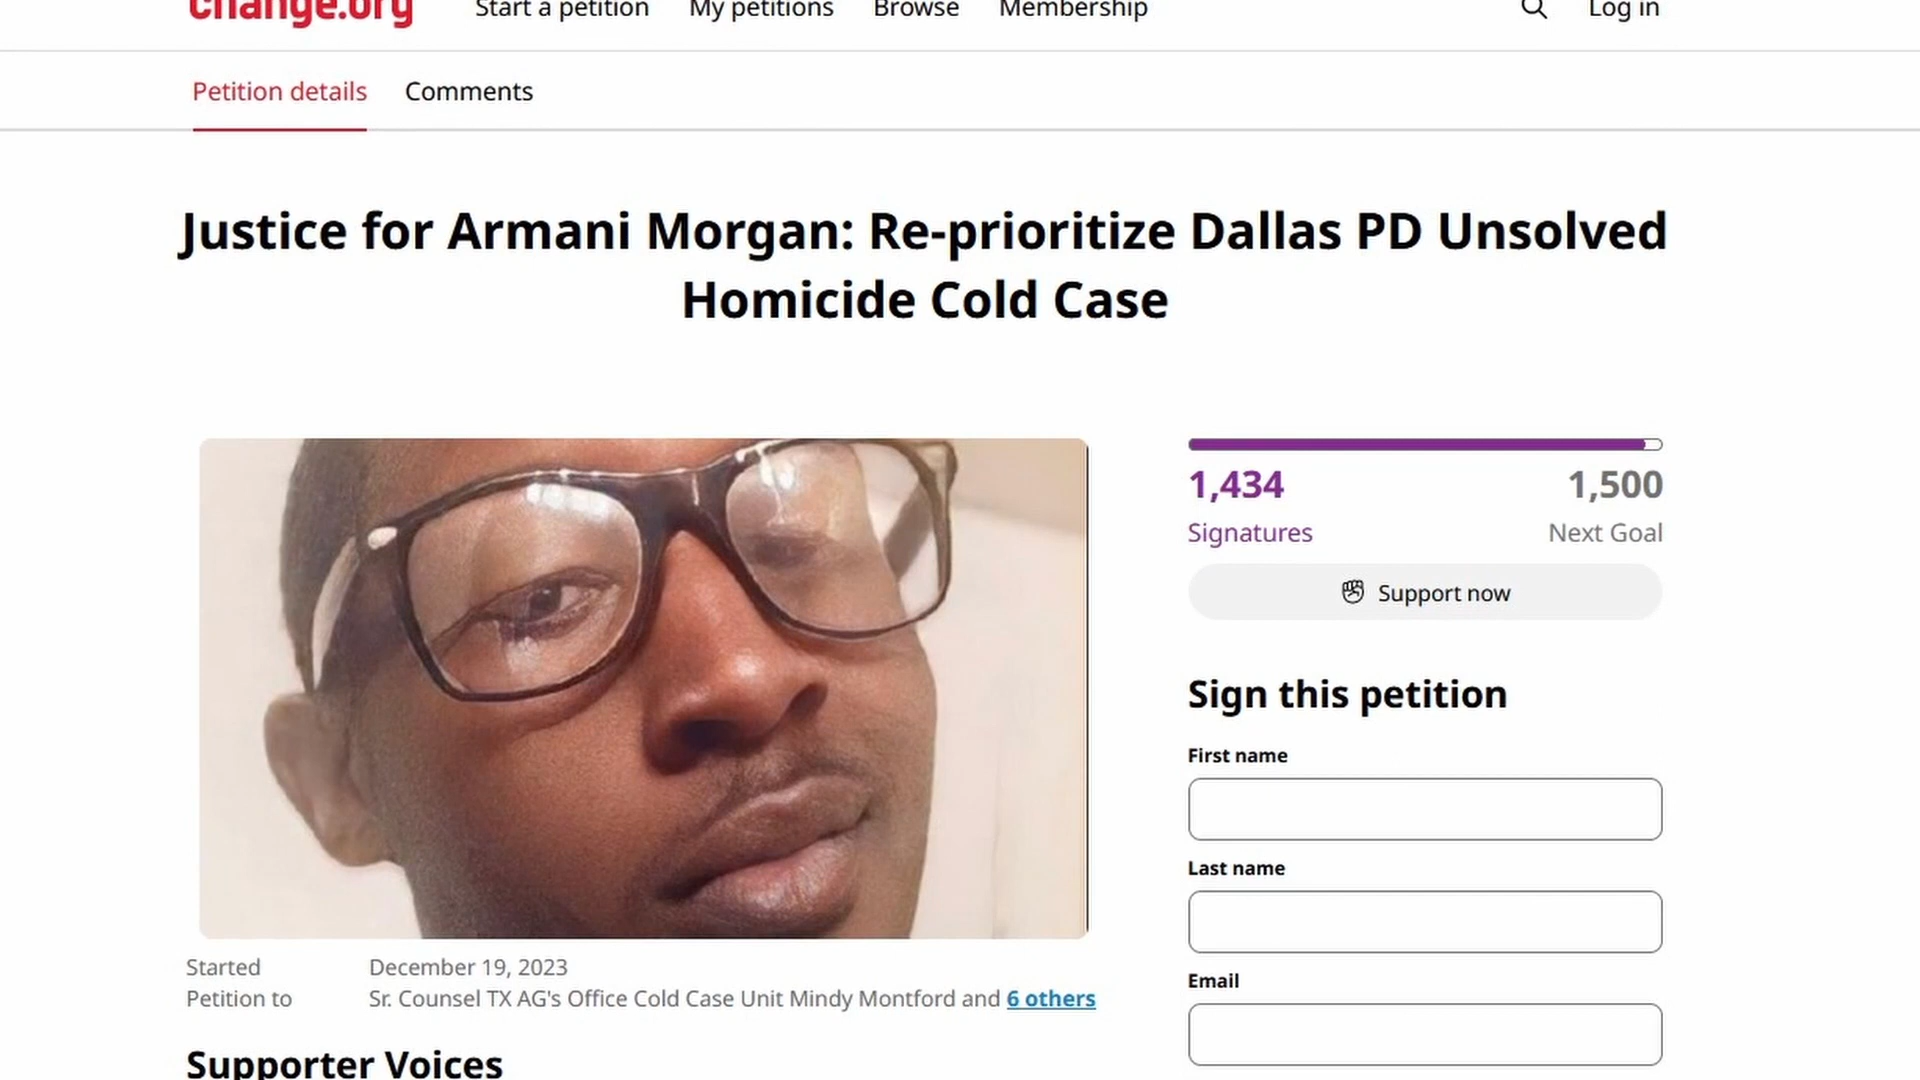 change.org
Start a petition My petitions Browse Membership Log in
Petition details Comments
Justice for Armani Morgan: Re-prioritize Dallas PD Unsolved
Homicide Cold Case
1,434 1,500
Signatures Next Goal
Support now
Sign this petition
First name
Last name
Email
Started December 19, 2023
Petition to Sr. Counsel TX AG's Office Cold Case Unit Mindy Montford and 6 others
Supporter Voices